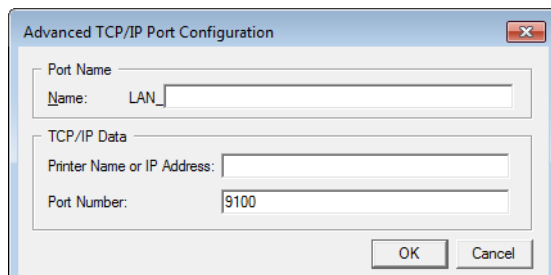 Advanced TCP/IP Port Configuration
Port Name
Name: LAN_
TCP/IP Data
Printer Name or IP Address:
Port Number: 9100
OK Cancel